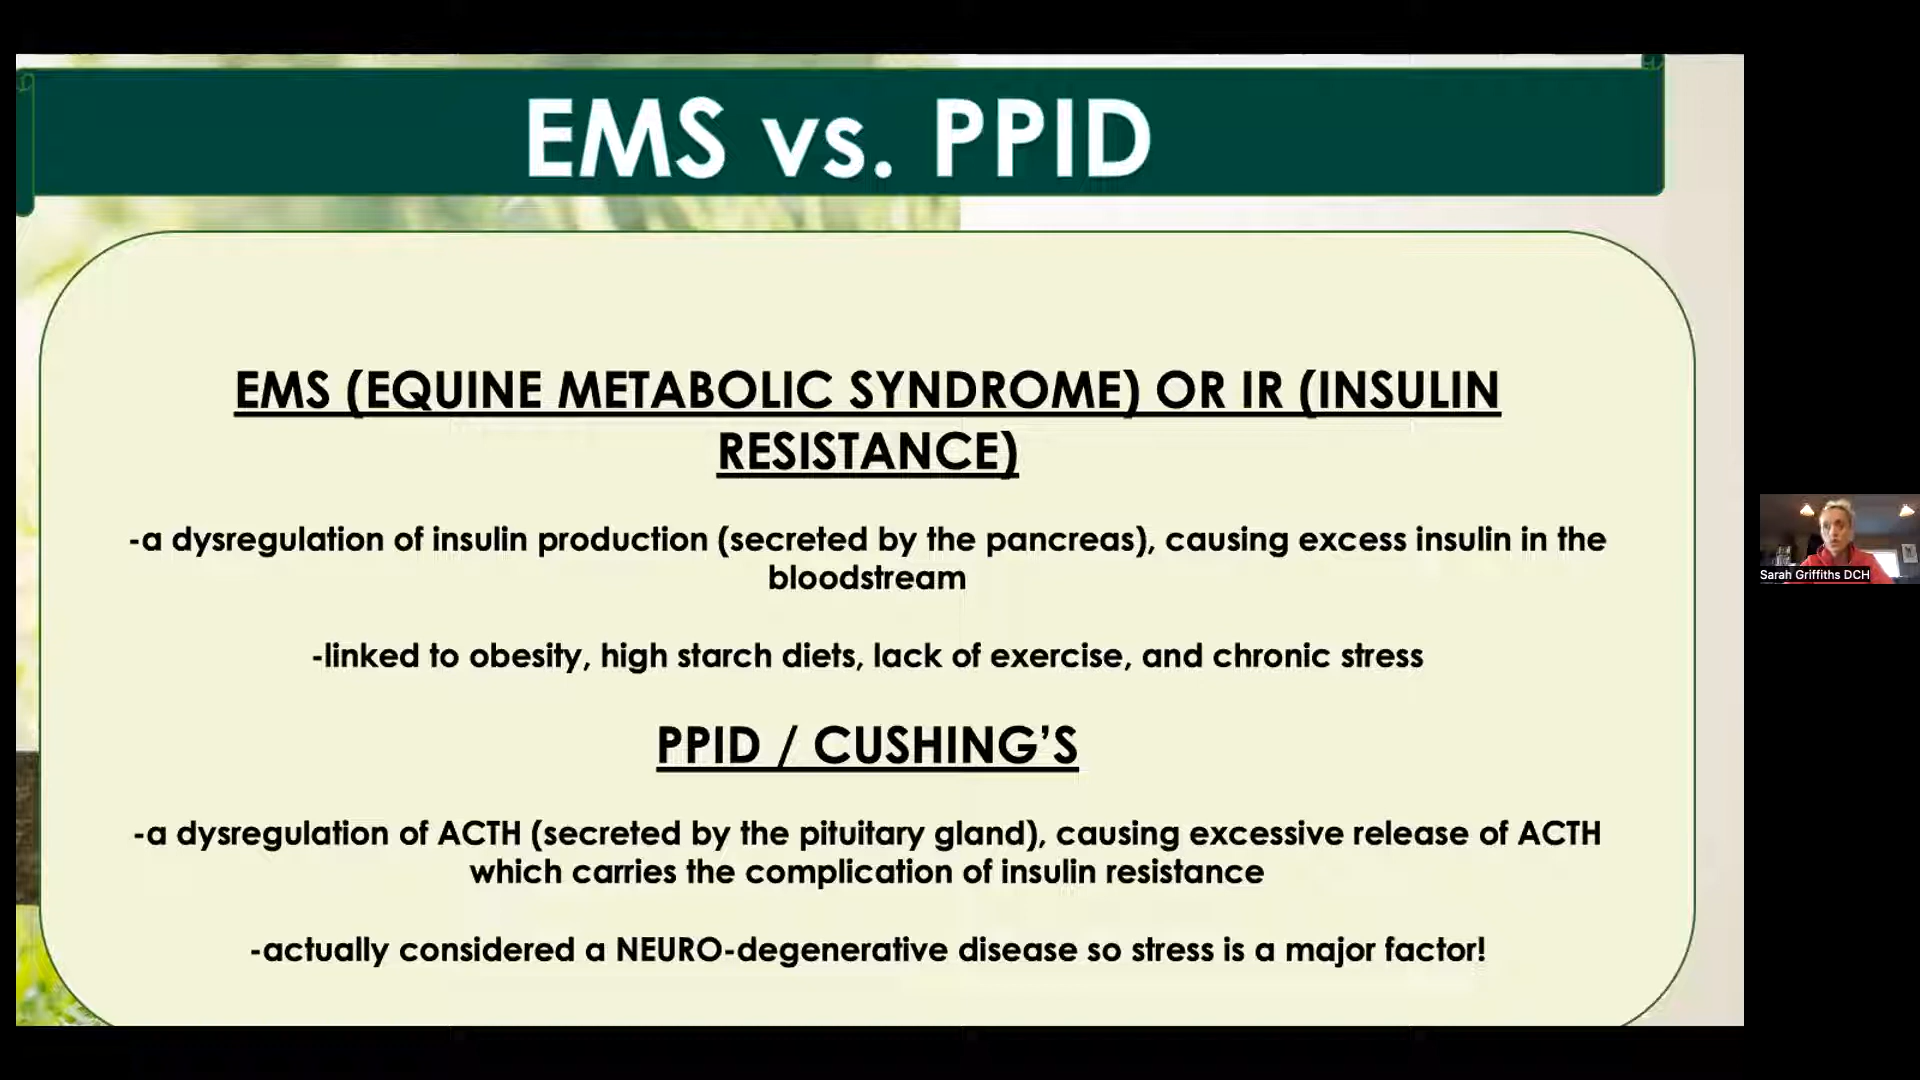 EMS vs. PPID
EMS (EQUINE METABOLIC SYNDROME) OR IR (INSULIN
RESISTANCE)
-a dysregulation of insulin production (secreted by the pancreas), causing excess insulin in the
bloodstream
-linked to obesity, high starch diets, lack of exercise, and chronic stress
PPID / CUSHING’S
-a dysregulation of ACTH (secreted by the pituitary gland), causing excessive release of ACTH
which carries the complication of insulin resistance
-actually considered a NEURO-degenerative disease so stress is a major factor!
Sarah Griffiths DCH